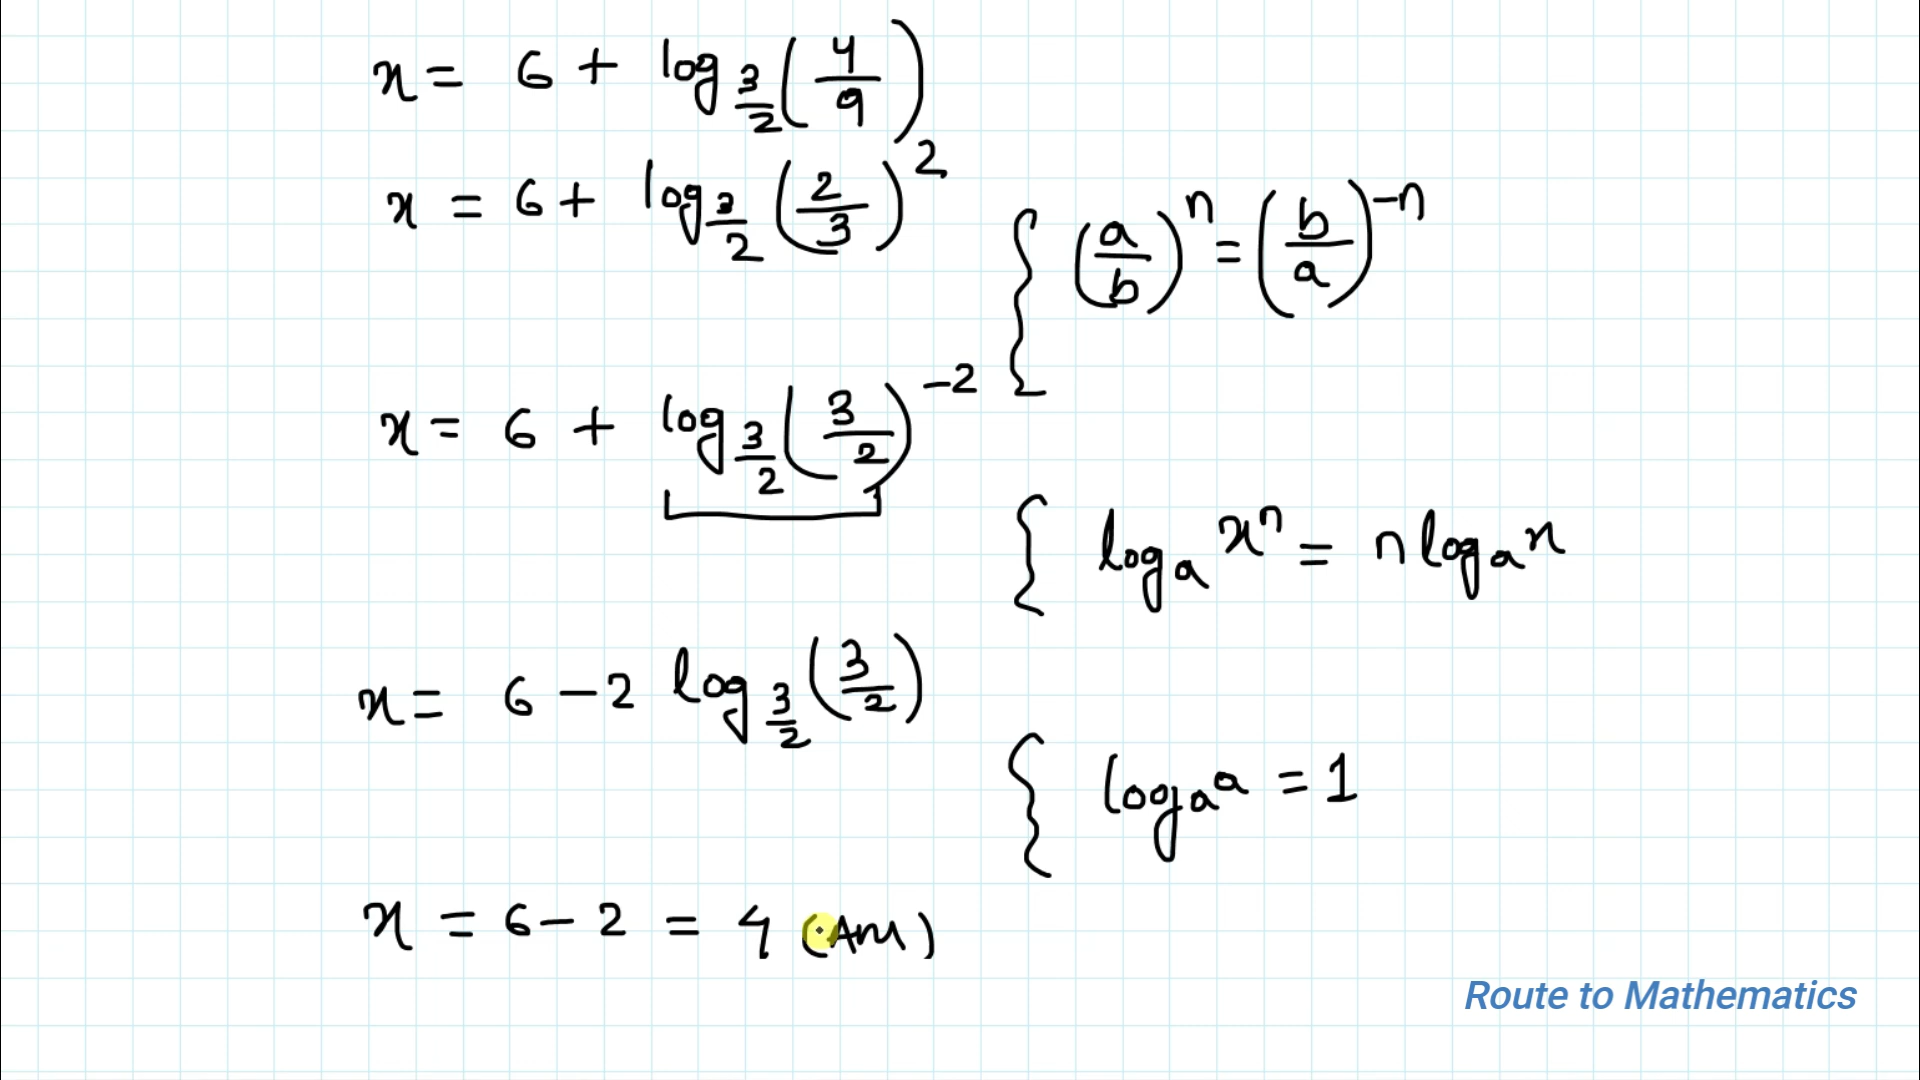 x = 6 + log_{3/2} (4/9)
x = 6 + log_{3/2} (2/3)^2
{ (a/b)^n = (b/a)^{-n}
x = 6 + log_{3/2} (3/2)^{-2}
{ log_a x^n = n log_a x
x = 6 - 2 log_{3/2} (3/2)
{ log_a a = 1
x = 6 - 2 = 4 (Ans)
Route to Mathematics